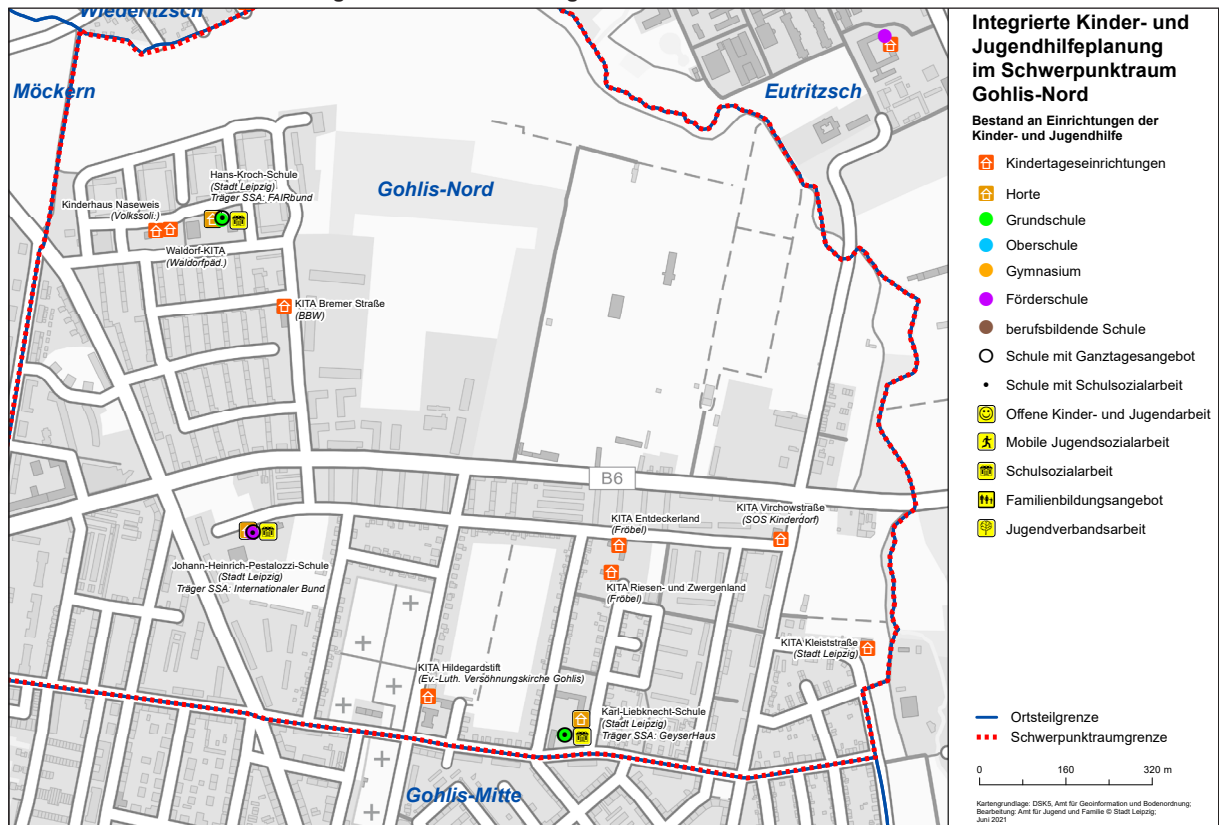 Wiederitzsch
Möckern
Eutritzsch
Gohlis-Nord
Hans-Kroch-Schule
(Stadt Leipzig)
Träger SSA: FAIRbund
Kinderhaus Naseweis
(Volkssoli.)
Waldorf-KITA
(Waldorfpäd.)
KITA Bremer Straße
(BBW)
B6
KITA Virchowstraße
(SOS Kinderdorf)
KITA Entdeckerland
(Fröbel)
Johann-Heinrich-Pestalozzi-Schule
(Stadt Leipzig)
Träger SSA: Internationaler Bund
KITA Riesen- und Zwergenland
(Fröbel)
KITA Kleiststraße
(Stadt Leipzig)
KITA Hildegardstift
(Ev.-Luth. Versöhnungskirche Gohlis)
Karl-Liebknecht-Schule
(Stadt Leipzig)
Träger SSA: GeyserHaus
Gohlis-Mitte
Integrierte Kinder- und
Jugendhilfeplanung
im Schwerpunktraum
Gohlis-Nord
Bestand an Einrichtungen der
Kinder- und Jugendhilfe
Kindertageseinrichtungen
Horte
Grundschule
Oberschule
Gymnasium
Förderschule
berufsbildende Schule
Schule mit Ganztagesangebot
Schule mit Schulsozialarbeit
Offene Kinder- und Jugendarbeit
Mobile Jugendsozialarbeit
Schulsozialarbeit
Familienbildungsangebot
Jugendverbandsarbeit
Ortsteilgrenze
Schwerpunktraumgrenze
0 160 320 m
Kartengrundlage: DSK5, Amt für Geoinformation und Bodenordnung;
Bearbeitung: Amt für Jugend und Familie © Stadt Leipzig;
Juni 2021